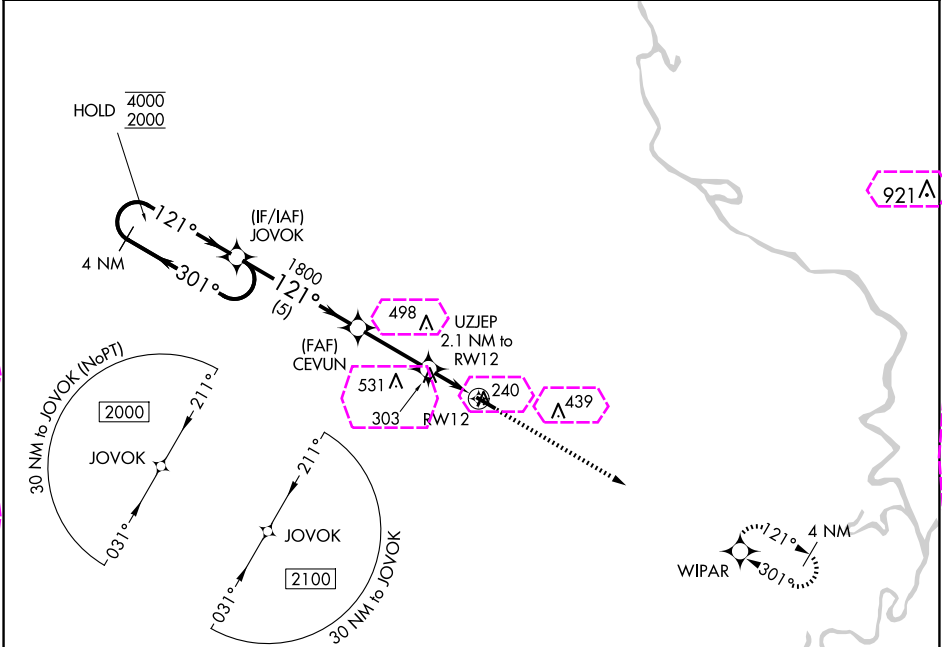 HOLD 4000
2000
921
121°
(IF/IAF)
JOVOK
4 NM
301°
1800
121°
(5)
498
UZJEP
2.1 NM to
RW12
(FAF)
CEVUN
531
240
439
303
RW12
30 NM to JOVOK (NoPT)
211°
2000
JOVOK
031°
211°
JOVOK
2100
031°
30 NM to JOVOK
121°
4 NM
WIPAR
301°